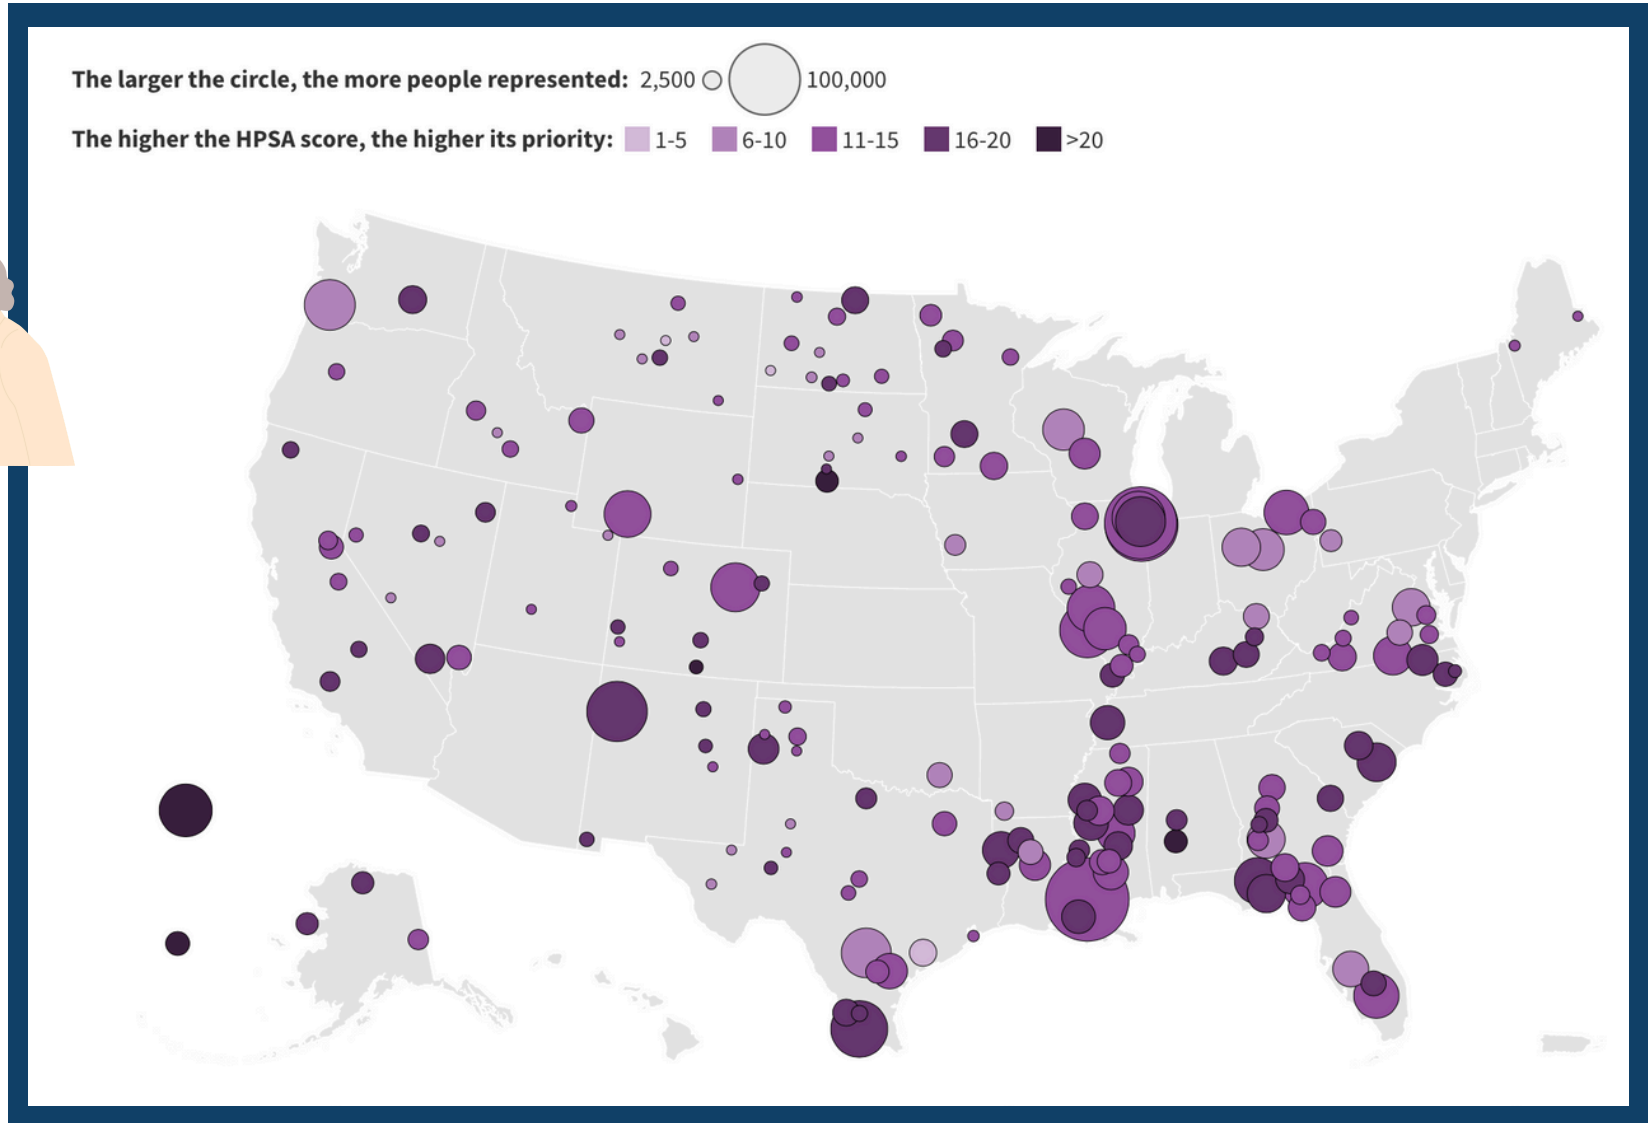 The larger the circle, the more people represented: 2,500 100,000
The higher the HPSA score, the higher its priority: 1-5 6-10 11-15 16-20 >20